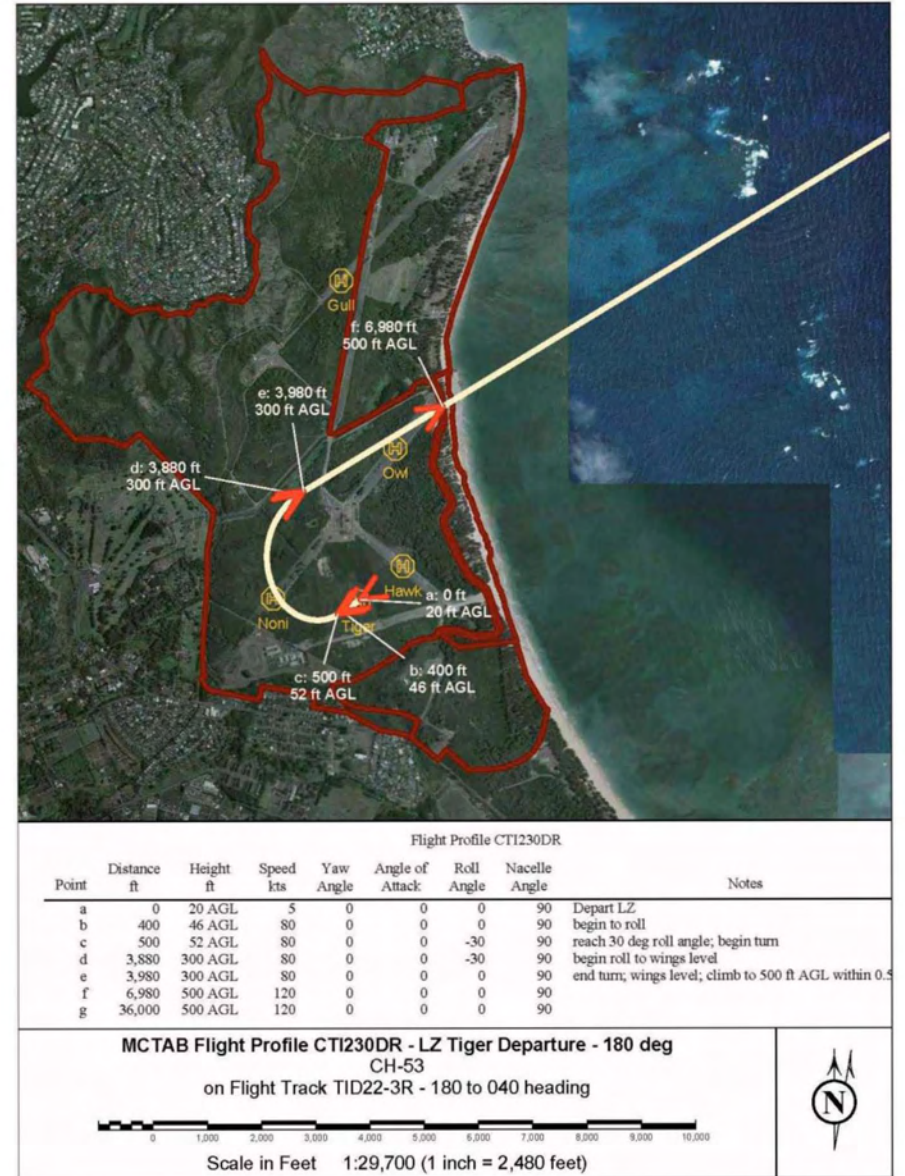 Gull
f: 6,980 ft
500 ft AGL
e: 3,980 ft
300 ft AGL
Owl
d: 3,880 ft
300 ft AGL
Hawk
a: 0 ft
20 ft AGL
Noni
Tiger
c: 500 ft
52 ft AGL
b: 400 ft
46 ft AGL
Flight Profile CTI230DR
Point Distance ft Height ft Speed kts Yaw Angle Angle of Attack Roll Angle Nacelle Angle Notes
a 0 20 AGL 5 0 0 0 90 Depart LZ
b 400 46 AGL 80 0 0 0 90 begin to roll
c 500 52 AGL 80 0 0 -30 90 reach 30 deg roll angle; begin turn
d 3,880 300 AGL 80 0 0 -30 90 begin roll to wings level
e 3,980 300 AGL 80 0 0 0 90 end turn; wings level; climb to 500 ft AGL within 0.5
f 6,980 500 AGL 120 0 0 0 90
g 36,000 500 AGL 120 0 0 0 90
MCTAB Flight Profile CTI230DR - LZ Tiger Departure - 180 deg
CH-53
on Flight Track TID22-3R - 180 to 040 heading
0 1,000 2,000 3,000 4,000 5,000 6,000 7,000 8,000 9,000 10,000
Scale in Feet 1:29,700 (1 inch = 2,480 feet)
N